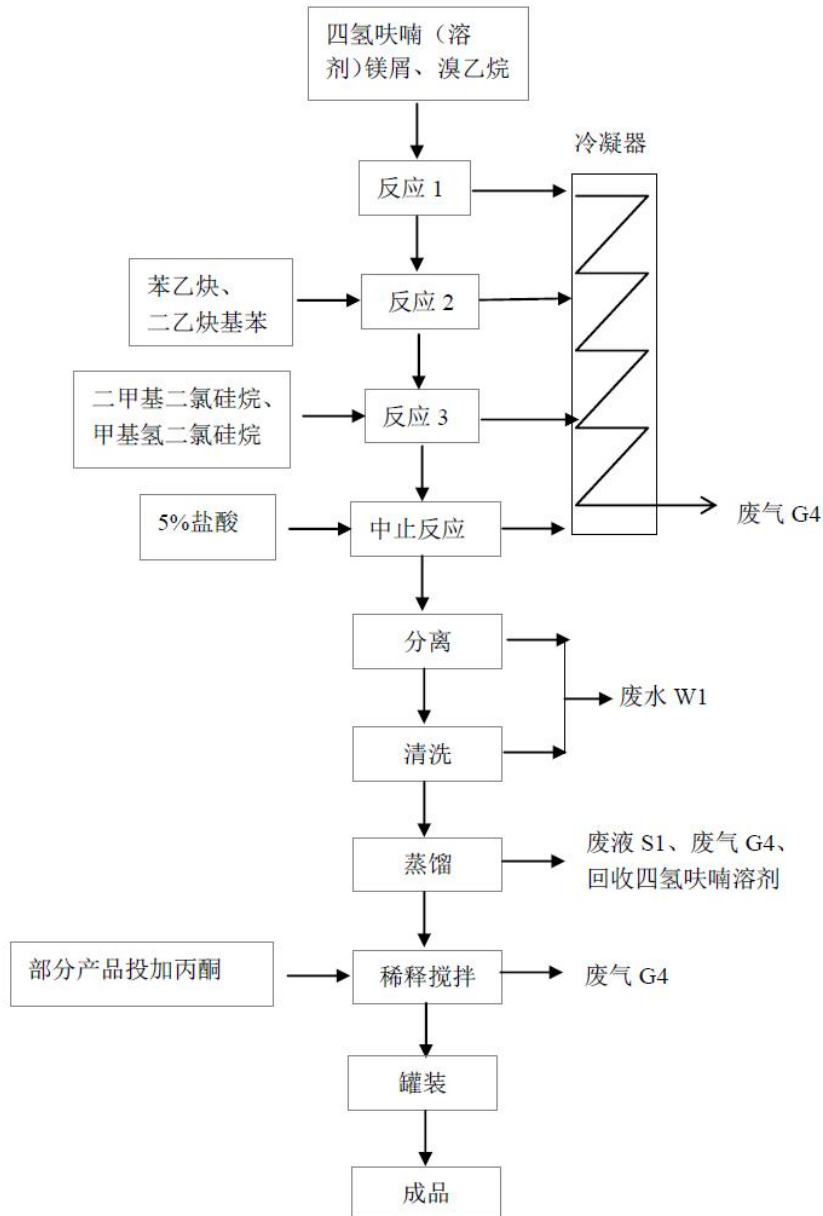 四氢呋喃（溶
剂)镁屑、溴乙烷
冷凝器
反应 1
苯乙炔、
二乙炔基苯
反应 2
二甲基二氯硅烷、
甲基氢二氯硅烷
反应 3
5%盐酸
中止反应
废气 G4
分离
废水 W1
清洗
蒸馏
废液 S1、废气 G4、
回收四氢呋喃溶剂
部分产品投加丙酮
稀释搅拌
废气 G4
罐装
成品